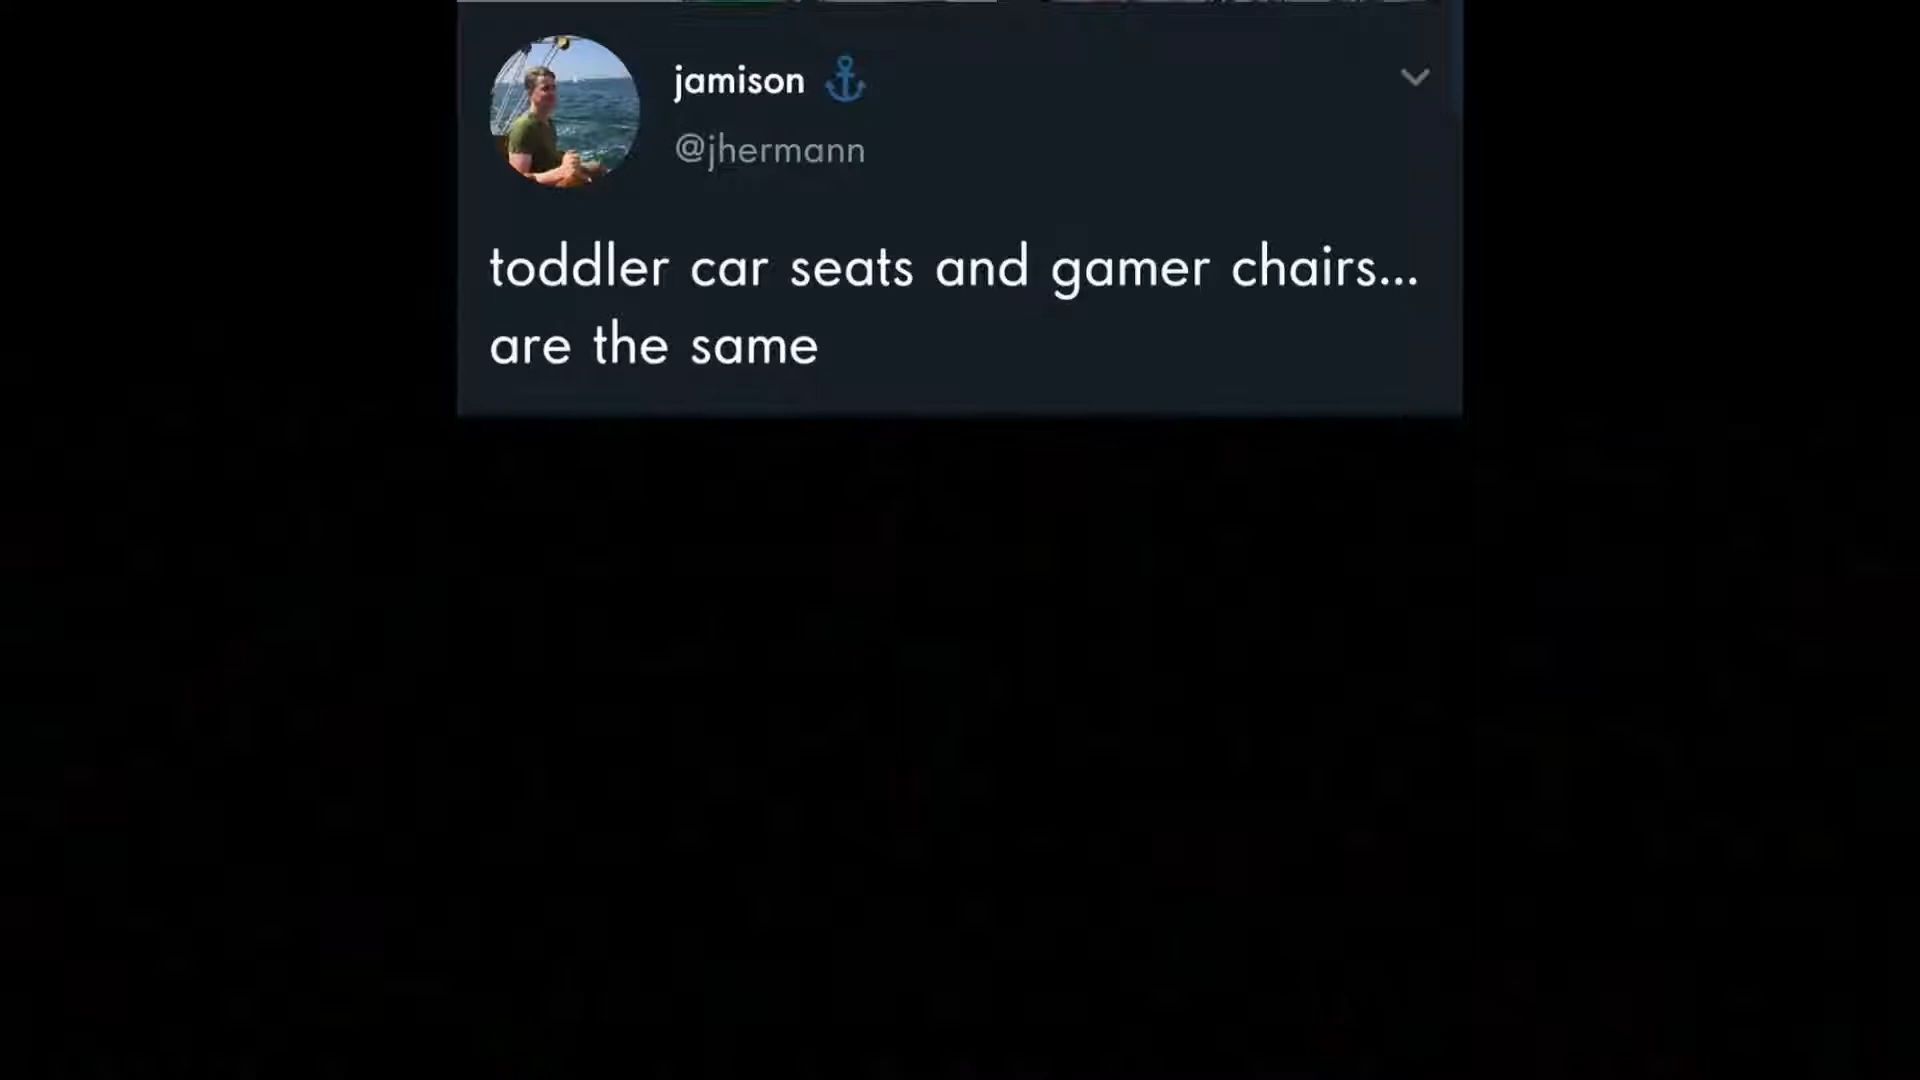 jamison ⚓
@jhermann
toddler car seats and gamer chairs...
are the same